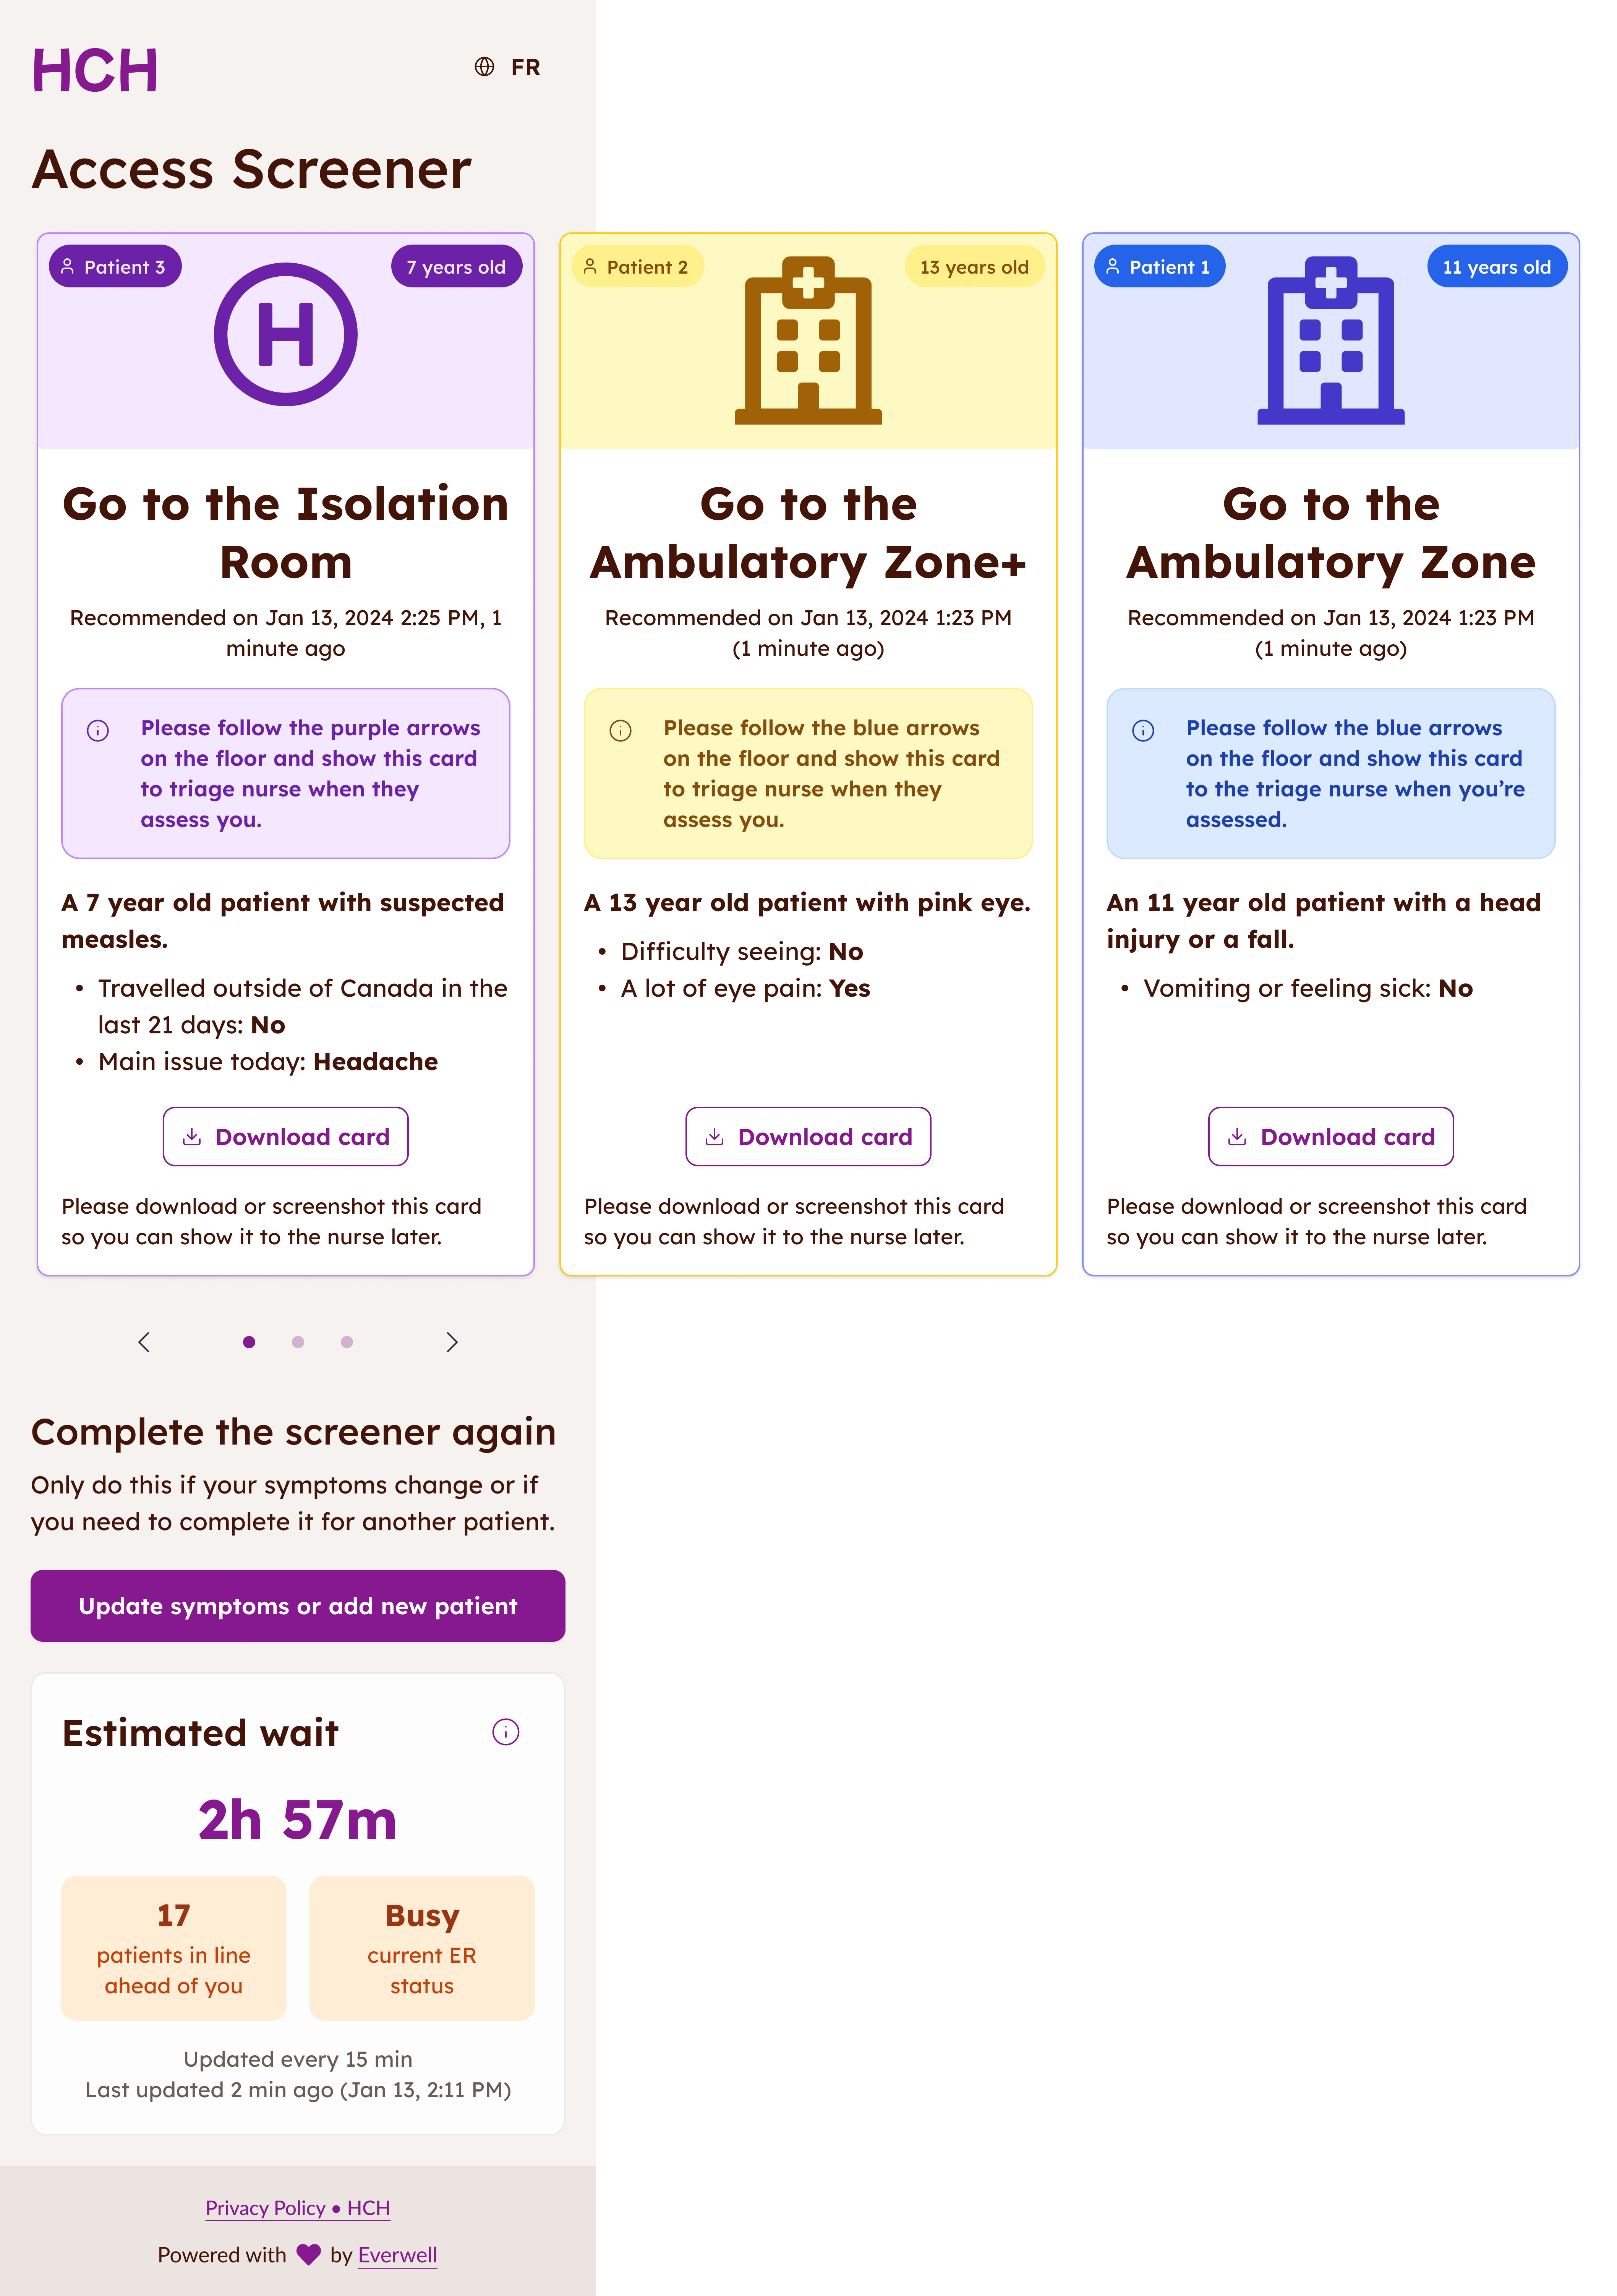 HCH
FR
Access Screener
Patient 3
7 years old
H
Go to the Isolation
Room
Recommended on Jan 13, 2024 2:25 PM, 1
minute ago
Please follow the purple arrows
on the floor and show this card
to triage nurse when they
assess you.
A 7 year old patient with suspected
measles.
• Travelled outside of Canada in the
last 21 days: No
• Main issue today: Headache
Download card
Please download or screenshot this card
so you can show it to the nurse later.
Patient 2
13 years old
Go to the
Ambulatory Zone+
Recommended on Jan 13, 2024 1:23 PM
(1 minute ago)
Please follow the blue arrows
on the floor and show this card
to triage nurse when they
assess you.
A 13 year old patient with pink eye.
• Difficulty seeing: No
• A lot of eye pain: Yes
Download card
Please download or screenshot this card
so you can show it to the nurse later.
Patient 1
11 years old
Go to the
Ambulatory Zone
Recommended on Jan 13, 2024 1:23 PM
(1 minute ago)
Please follow the blue arrows
on the floor and show this card
to the triage nurse when you’re
assessed.
An 11 year old patient with a head
injury or a fall.
• Vomiting or feeling sick: No
Download card
Please download or screenshot this card
so you can show it to the nurse later.
Complete the screener again
Only do this if your symptoms change or if
you need to complete it for another patient.
Update symptoms or add new patient
Estimated wait
2h 57m
17
patients in line
ahead of you
Busy
current ER
status
Updated every 15 min
Last updated 2 min ago (Jan 13, 2:11 PM)
Privacy Policy • HCH
Powered with by Everwell